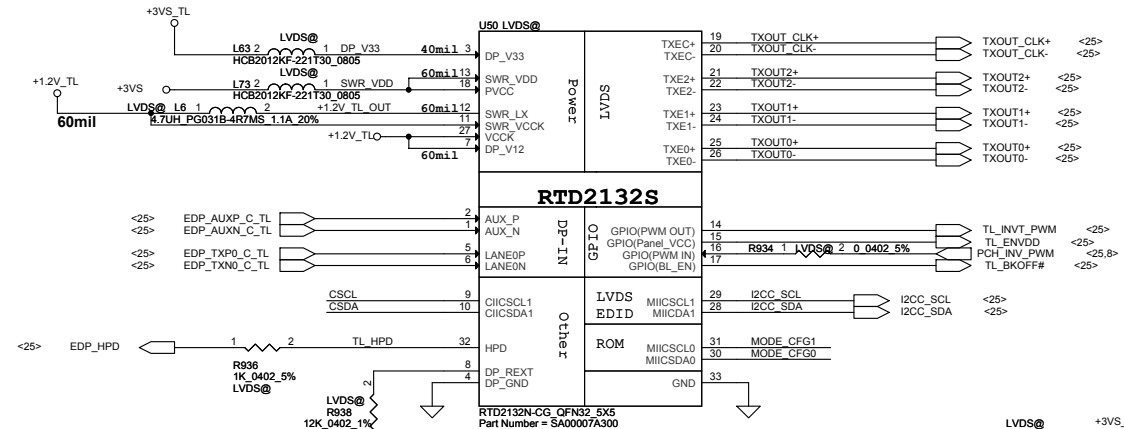 +3VS_TL
U50 LVDS@
LVDS@
L63 2 1 DP_V33 40mil 3 DP_V33
HCB2012KF-221T30_0805
TXEC+ 19 TXOUT_CLK+ TXOUT_CLK+ <25>
TXEC- 20 TXOUT_CLK- TXOUT_CLK- <25>
LVDS@
+1.2V_TL
+3VS L73 2 1 SWR_VDD 60mil 13 SWR_VDD
18 PVCC
HCB2012KF-221T30_0805
TXE2+ 21 TXOUT2+ TXOUT2+ <25>
TXE2- 22 TXOUT2- TXOUT2- <25>
Power
LVDS
LVDS@ L6 1 2 +1.2V_TL_OUT 60mil 12 SWR_LX
60mil
4.7UH_PG031B-4R7MS_1.1A_20%
11 SWR_VCCK
TXE1+ 23 TXOUT1+ TXOUT1+ <25>
TXE1- 24 TXOUT1- TXOUT1- <25>
+1.2V_TL 27 VCCK
60mil 7 DP_V12
TXE0+ 25 TXOUT0+ TXOUT0+ <25>
TXE0- 26 TXOUT0- TXOUT0- <25>
RTD2132S
<25> EDP_AUXP_C_TL 2 AUX_P
<25> EDP_AUXN_C_TL 1 AUX_N
<25> EDP_TXP0_C_TL 5 LANE0P
<25> EDP_TXN0_C_TL 6 LANE0N
DP-IN
GPIO
GPIO(PWM OUT) 14 TL_INVT_PWM <25>
GPIO(Panel_VCC) 15 TL_ENVDD <25>
GPIO(PWM IN) 16 R934 1 LVDS@ 2 0_0402_5% PCH_INV_PWM <25,8>
GPIO(BL_EN) 17 TL_BKOFF# <25>
CSCL 9 CIICSCL1
CSDA 10 CIICSDA1
Other
LVDS
EDID
MIICSCL1 29 I2CC_SCL I2CC_SCL <25>
MIICDA1 28 I2CC_SDA I2CC_SDA <25>
<25> EDP_HPD 1 2 TL_HPD 32 HPD
R936
1K_0402_5%
LVDS@
ROM
MIICSCL0 31 MODE_CFG1
MIICSDA0 30 MODE_CFG0
8 DP_REXT
4 DP_GND
GND 33
LVDS@
R938
12K_0402_1%
2
RTD2132N-CG_QFN32_5X5
Part Number = SA00007A300
LVDS@ +3VS_